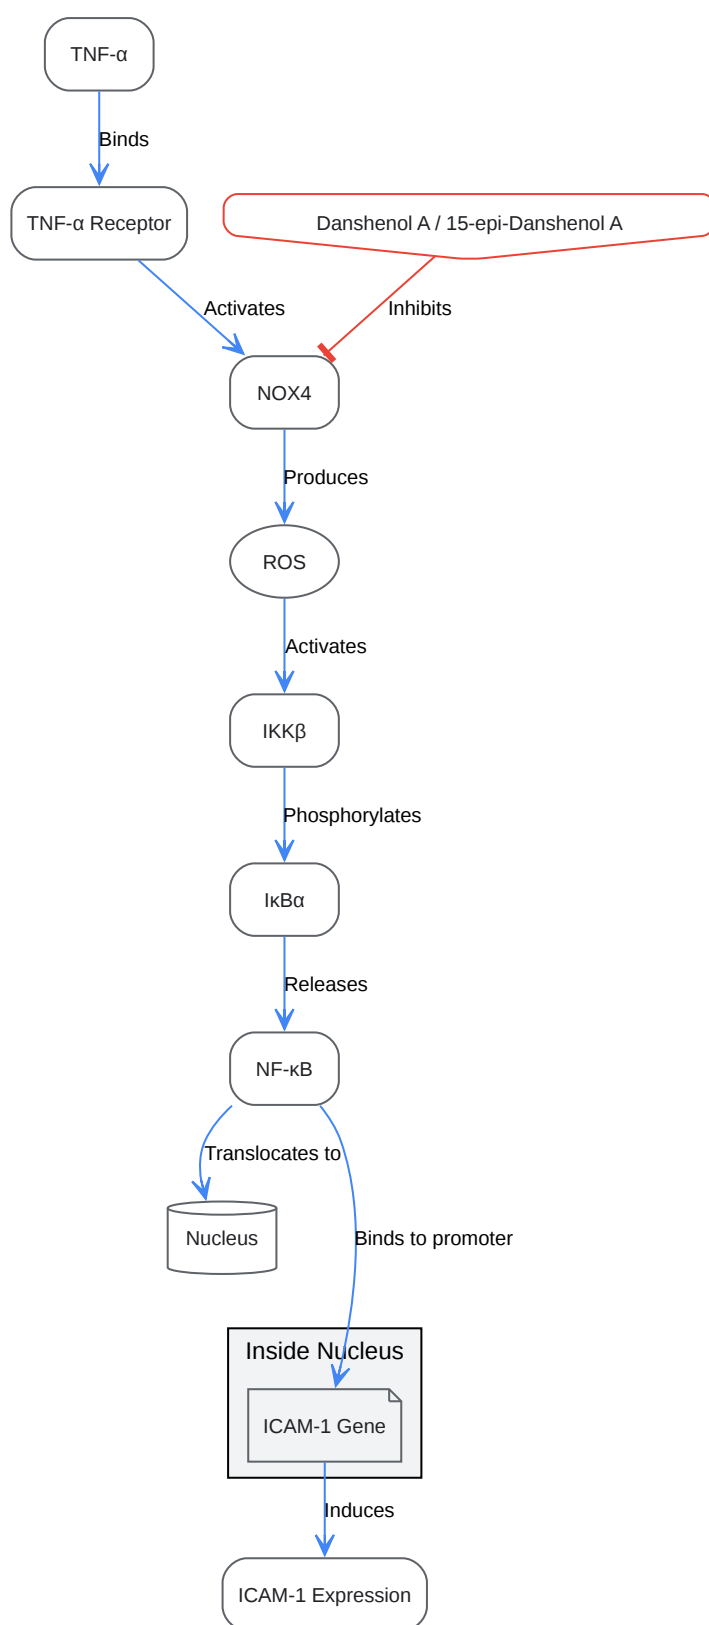 TNF-α
Binds
TNF-α Receptor
Danshenol A / 15-epi-Danshenol A
Activates
Inhibits
NOX4
Produces
ROS
Activates
IKKβ
Phosphorylates
IκBα
Releases
NF-κB
Translocates to
Nucleus
Binds to promoter
Inside Nucleus
ICAM-1 Gene
Induces
ICAM-1 Expression